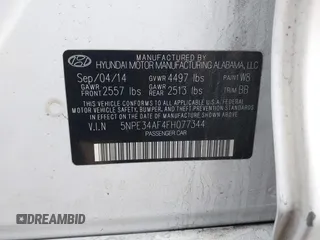 HYUNDAI MOTOR MANUFACTURING ALABAMA, LLC
Sep/04/14 GVWR 4497 lbs PAINT W8
GAWR FRONT 2557 lbs GAWR REAR 2513 lbs TRIM BB
THIS VEHICLE CONFORMS TO ALL APPLICABLE
FEDERAL MOTOR VEHICLE SAFETY, BUMPER,
AND THEFT PREVENTION STANDARDS IN EFFECT ON
THE DATE OF MANUFACTURE SHOWN ABOVE.
V.I.N 5NPE34AF4FH077344
PASSENGER CAR
© DREAMBID